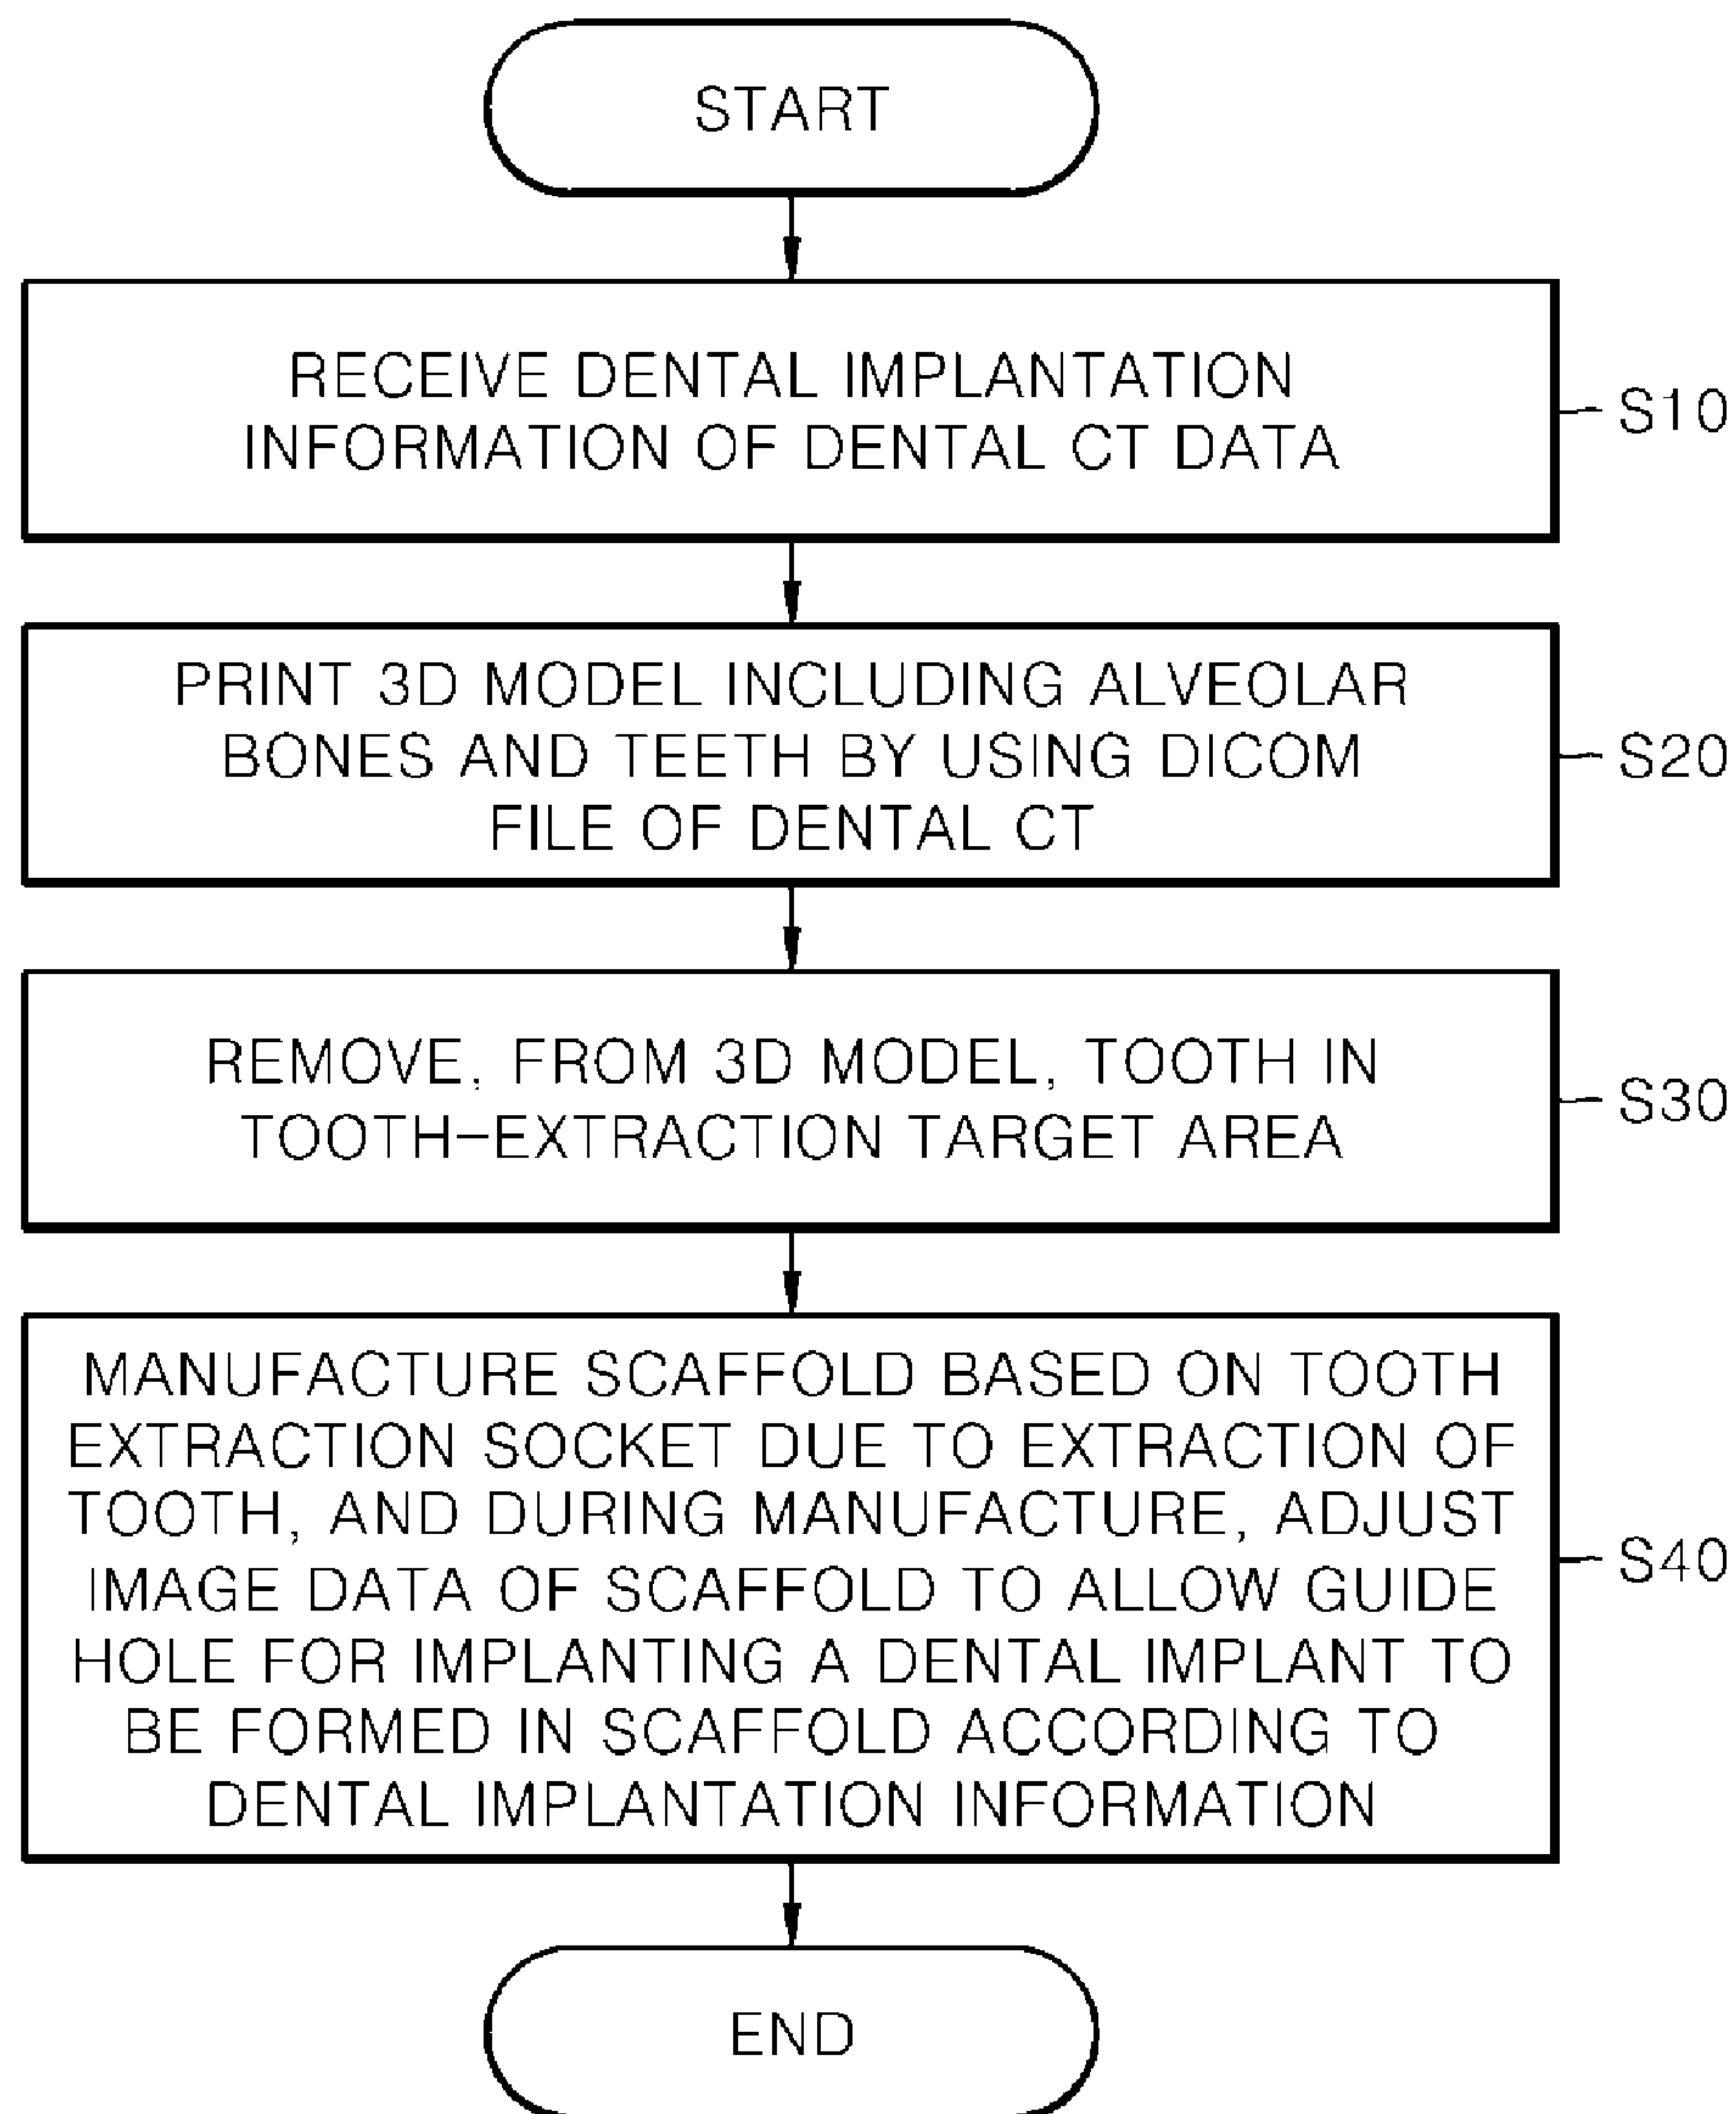 START
RECEIVE DENTAL IMPLANTATION
INFORMATION OF DENTAL CT DATA
S10
PRINT 3D MODEL INCLUDING ALVEOLAR
BONES AND TEETH BY USING DICOM
FILE OF DENTAL CT
S20
REMOVE, FROM 3D MODEL, TOOTH IN
TOOTH-EXTRACTION TARGET AREA
S30
MANUFACTURE SCAFFOLD BASED ON TOOTH
EXTRACTION SOCKET DUE TO EXTRACTION OF
TOOTH, AND DURING MANUFACTURE, ADJUST
IMAGE DATA OF SCAFFOLD TO ALLOW GUIDE
HOLE FOR IMPLANTING A DENTAL IMPLANT TO
BE FORMED IN SCAFFOLD ACCORDING TO
DENTAL IMPLANTATION INFORMATION
S40
END